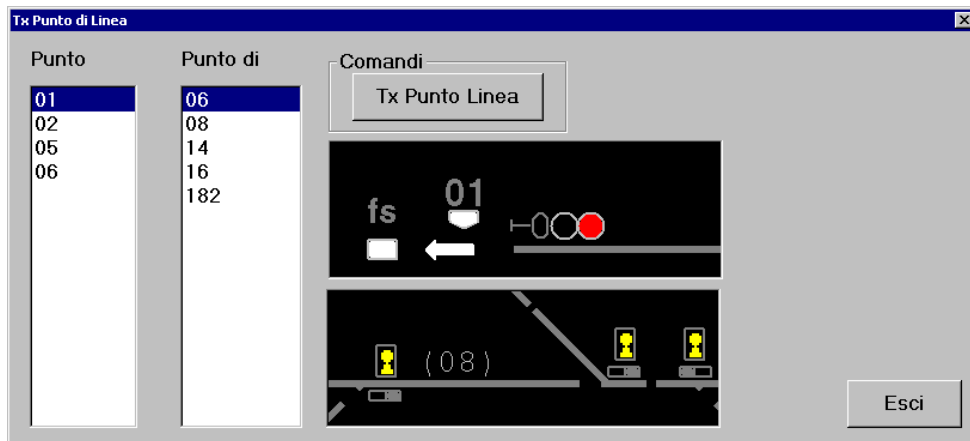 Tx Punto di Linea
Punto
Punto di
01
02
05
06
06
08
14
16
182
Comandi
Tx Punto Linea
fs
01
(08)
Esci